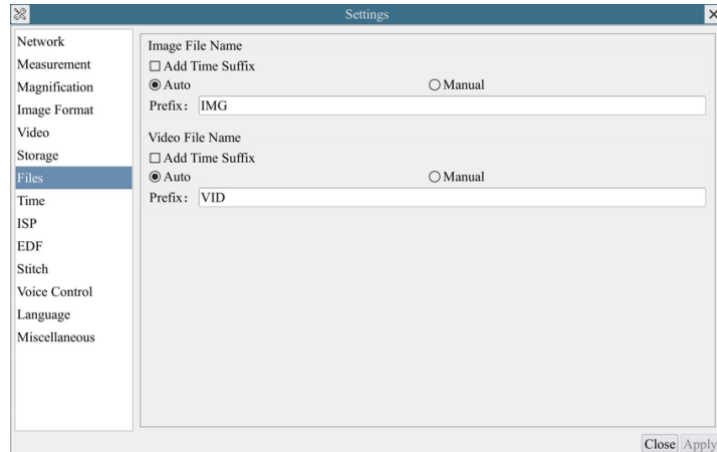 Settings
Network
Measurement
Magnification
Image Format
Video
Storage
Files
Time
ISP
EDF
Stitch
Voice Control
Language
Miscellaneous
Image File Name
Add Time Suffix
Auto Manual
Prefix: IMG
Video File Name
Add Time Suffix
Auto Manual
Prefix: VID
Close Apply